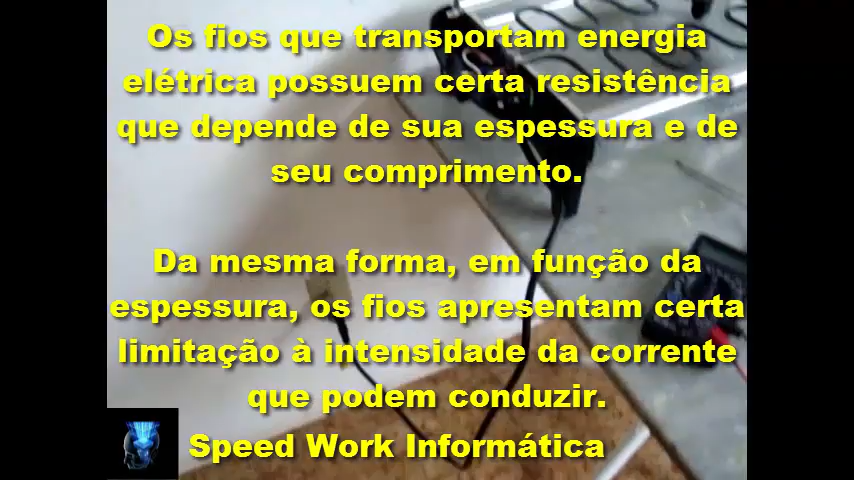 Os fios que transportam energia
elétrica possuem certa resistência
que depende de sua espessura e de
seu comprimento.
Da mesma forma, em função da
espessura, os fios apresentam certa
limitação à intensidade da corrente
que podem conduzir.
Speed Work Informática